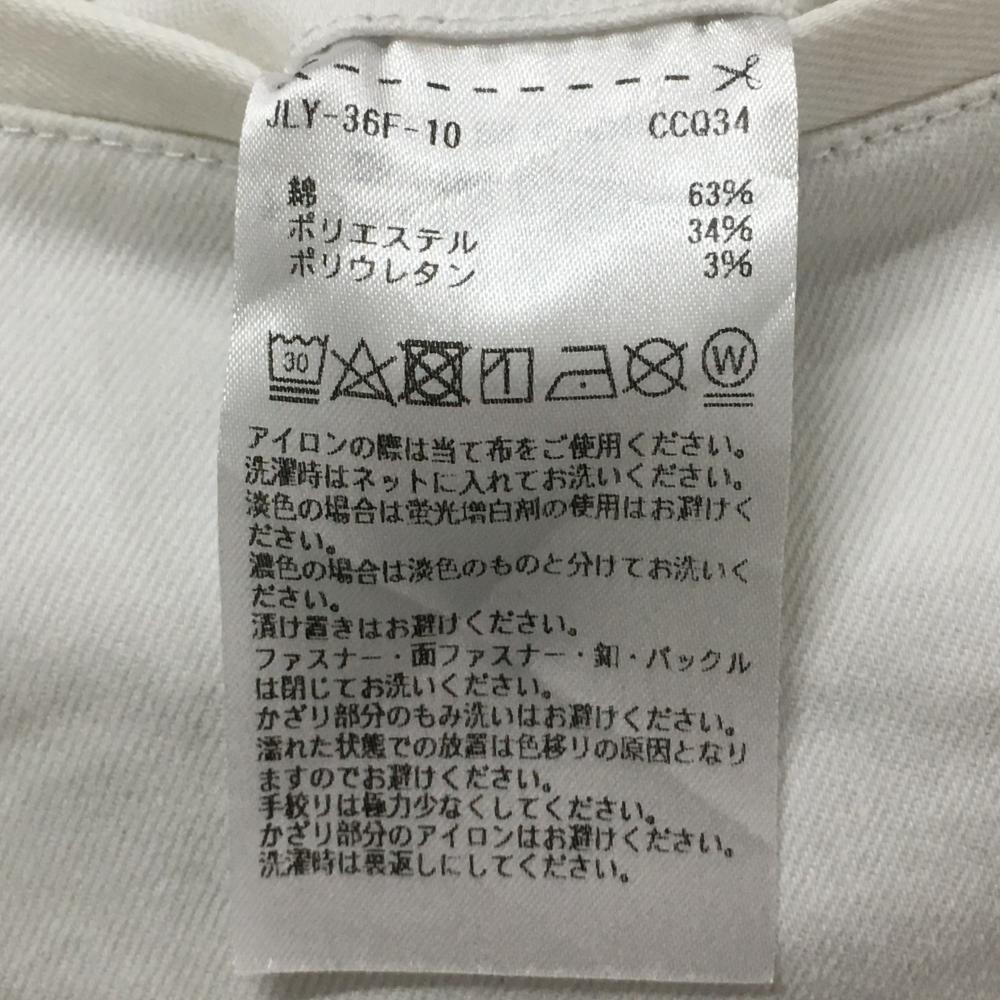 JLY-36F-10 CCQ34
綿 63%
ポリエステル 34%
ポリウレタン 3%
30 W
アイロンの際は当て布をご使用ください。
洗濯時はネットに入れてお洗いください。
淡色の場合は蛍光増白剤の使用はお避けく
ださい。
濃色の場合は淡色のものと分けてお洗いく
ださい。
漬け置きはお避けください。
ファスナー・面ファスナー・釦・バックル
は閉じてお洗いください。
かざり部分のもみ洗いはお避けください。
濡れた状態での放置は色移りの原因となり
ますのでお避けください。
手絞りは極力少なくしてください。
かざり部分のアイロンはお避けください。
洗濯時は裏返しにしてください。